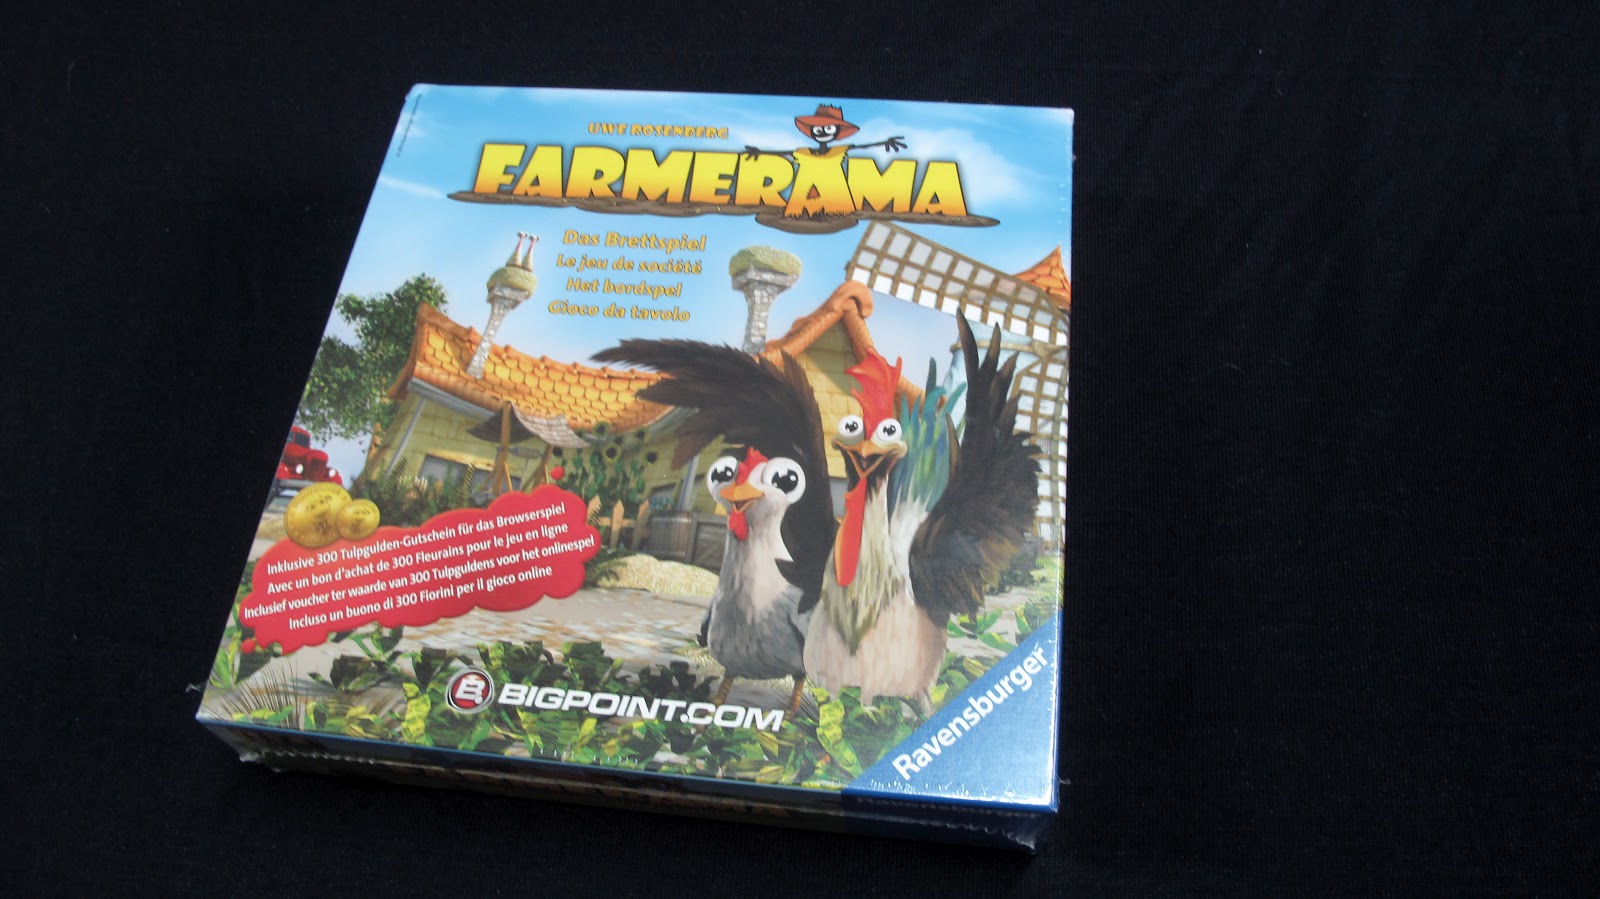 UWE ROSENBERG
FARMERAMA
Das Brettspiel
Le jeu de société
Het bordspel
Gioco da tavolo
Inklusive 300 Tulpgulden-Gutschein für das Browserspiel
Avec un bon d'achat de 300 Fleurains pour le jeu en ligne
Inclusief voucher ter waarde van 300 Tulpguldens voor het onlinespel
Incluso un buono di 300 Fiorini per il gioco online
BIGPOINT.COM
Ravensburger
Ravensburger